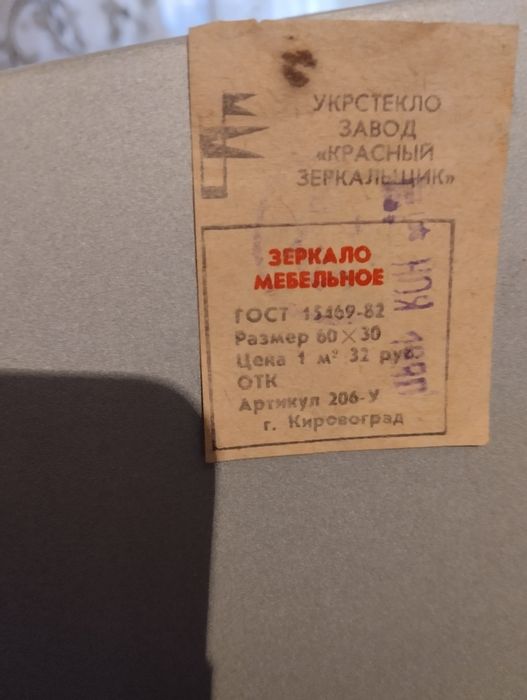 УКРСТЕКЛО
ЗАВОД
«КРАСНЫЙ
ЗЕРКАЛЬЩИК»
ЗЕРКАЛО
МЕБЕЛЬНОЕ
ГОСТ 15469-82
Размер 60×30
Цена 1 м² 32 руб
ОТК
Артикул 206-У
г. Кировоград